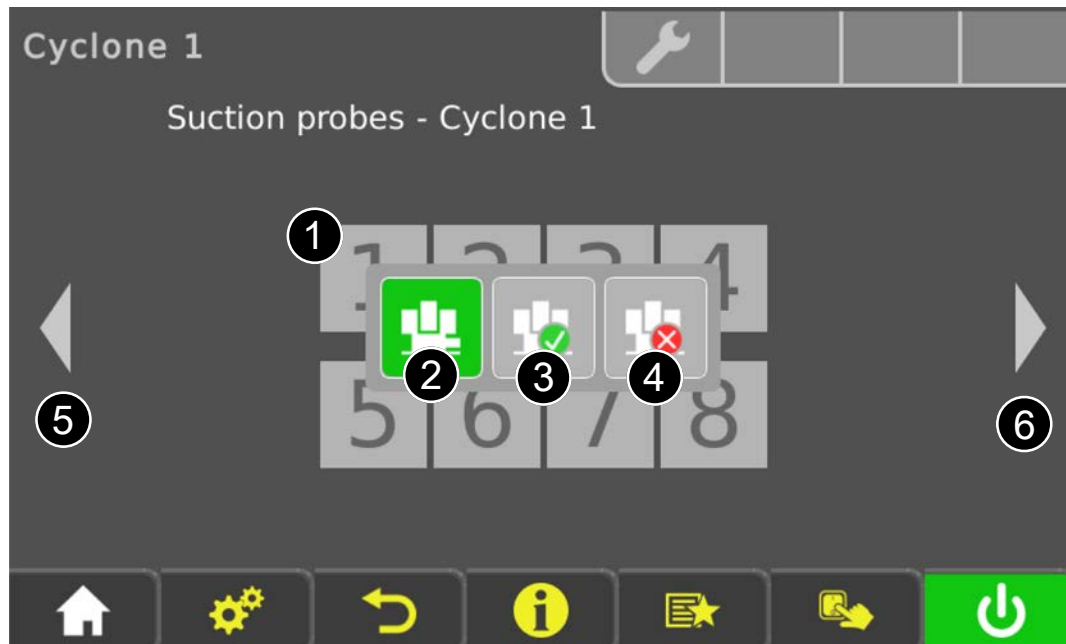 Cyclone 1
Suction probes - Cyclone 1
1
1 2 3 4
2 3 4
5 6 7 8
5
6